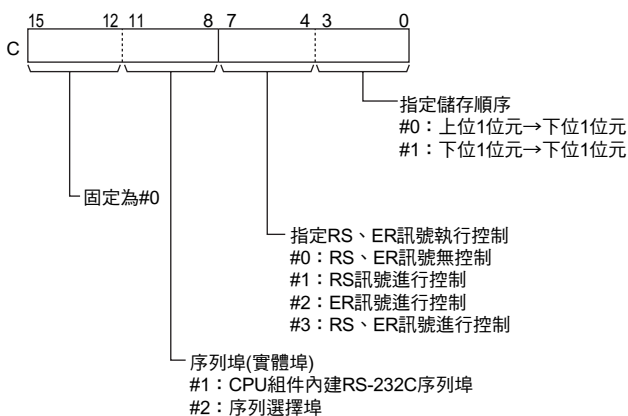 15 12 11 8 7 4 3 0
C
指定儲存順序
#0：上位1位元→下位1位元
#1：下位1位元→下位1位元
固定為#0
指定RS、ER訊號執行控制
#0：RS、ER訊號無控制
#1：RS訊號進行控制
#2：ER訊號進行控制
#3：RS、ER訊號進行控制
序列埠(實體埠)
#1：CPU組件內建RS-232C序列埠
#2：序列選擇埠